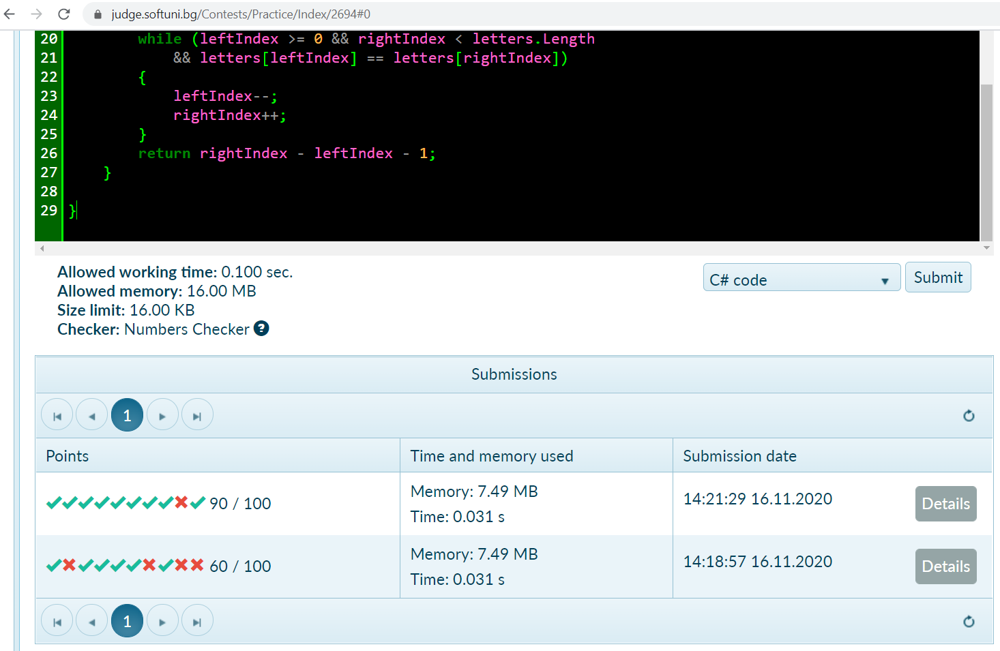 judge.softuni.bg/Contests/Practice/Index/2694#0
20 while (leftIndex >= 0 && rightIndex < letters.Length
21 && letters[leftIndex] == letters[rightIndex])
22 {
23 leftIndex--;
24 rightIndex++;
25 }
26 return rightIndex - leftIndex - 1;
27 }
28
29 }
Allowed working time: 0.100 sec.
Allowed memory: 16.00 MB
Size limit: 16.00 KB
Checker: Numbers Checker ?
C# code
Submit
Submissions
1
Points Time and memory used Submission date
90 / 100
Memory: 7.49 MB
Time: 0.031 s
14:21:29 16.11.2020
Details
60 / 100
Memory: 7.49 MB
Time: 0.031 s
14:18:57 16.11.2020
Details
1